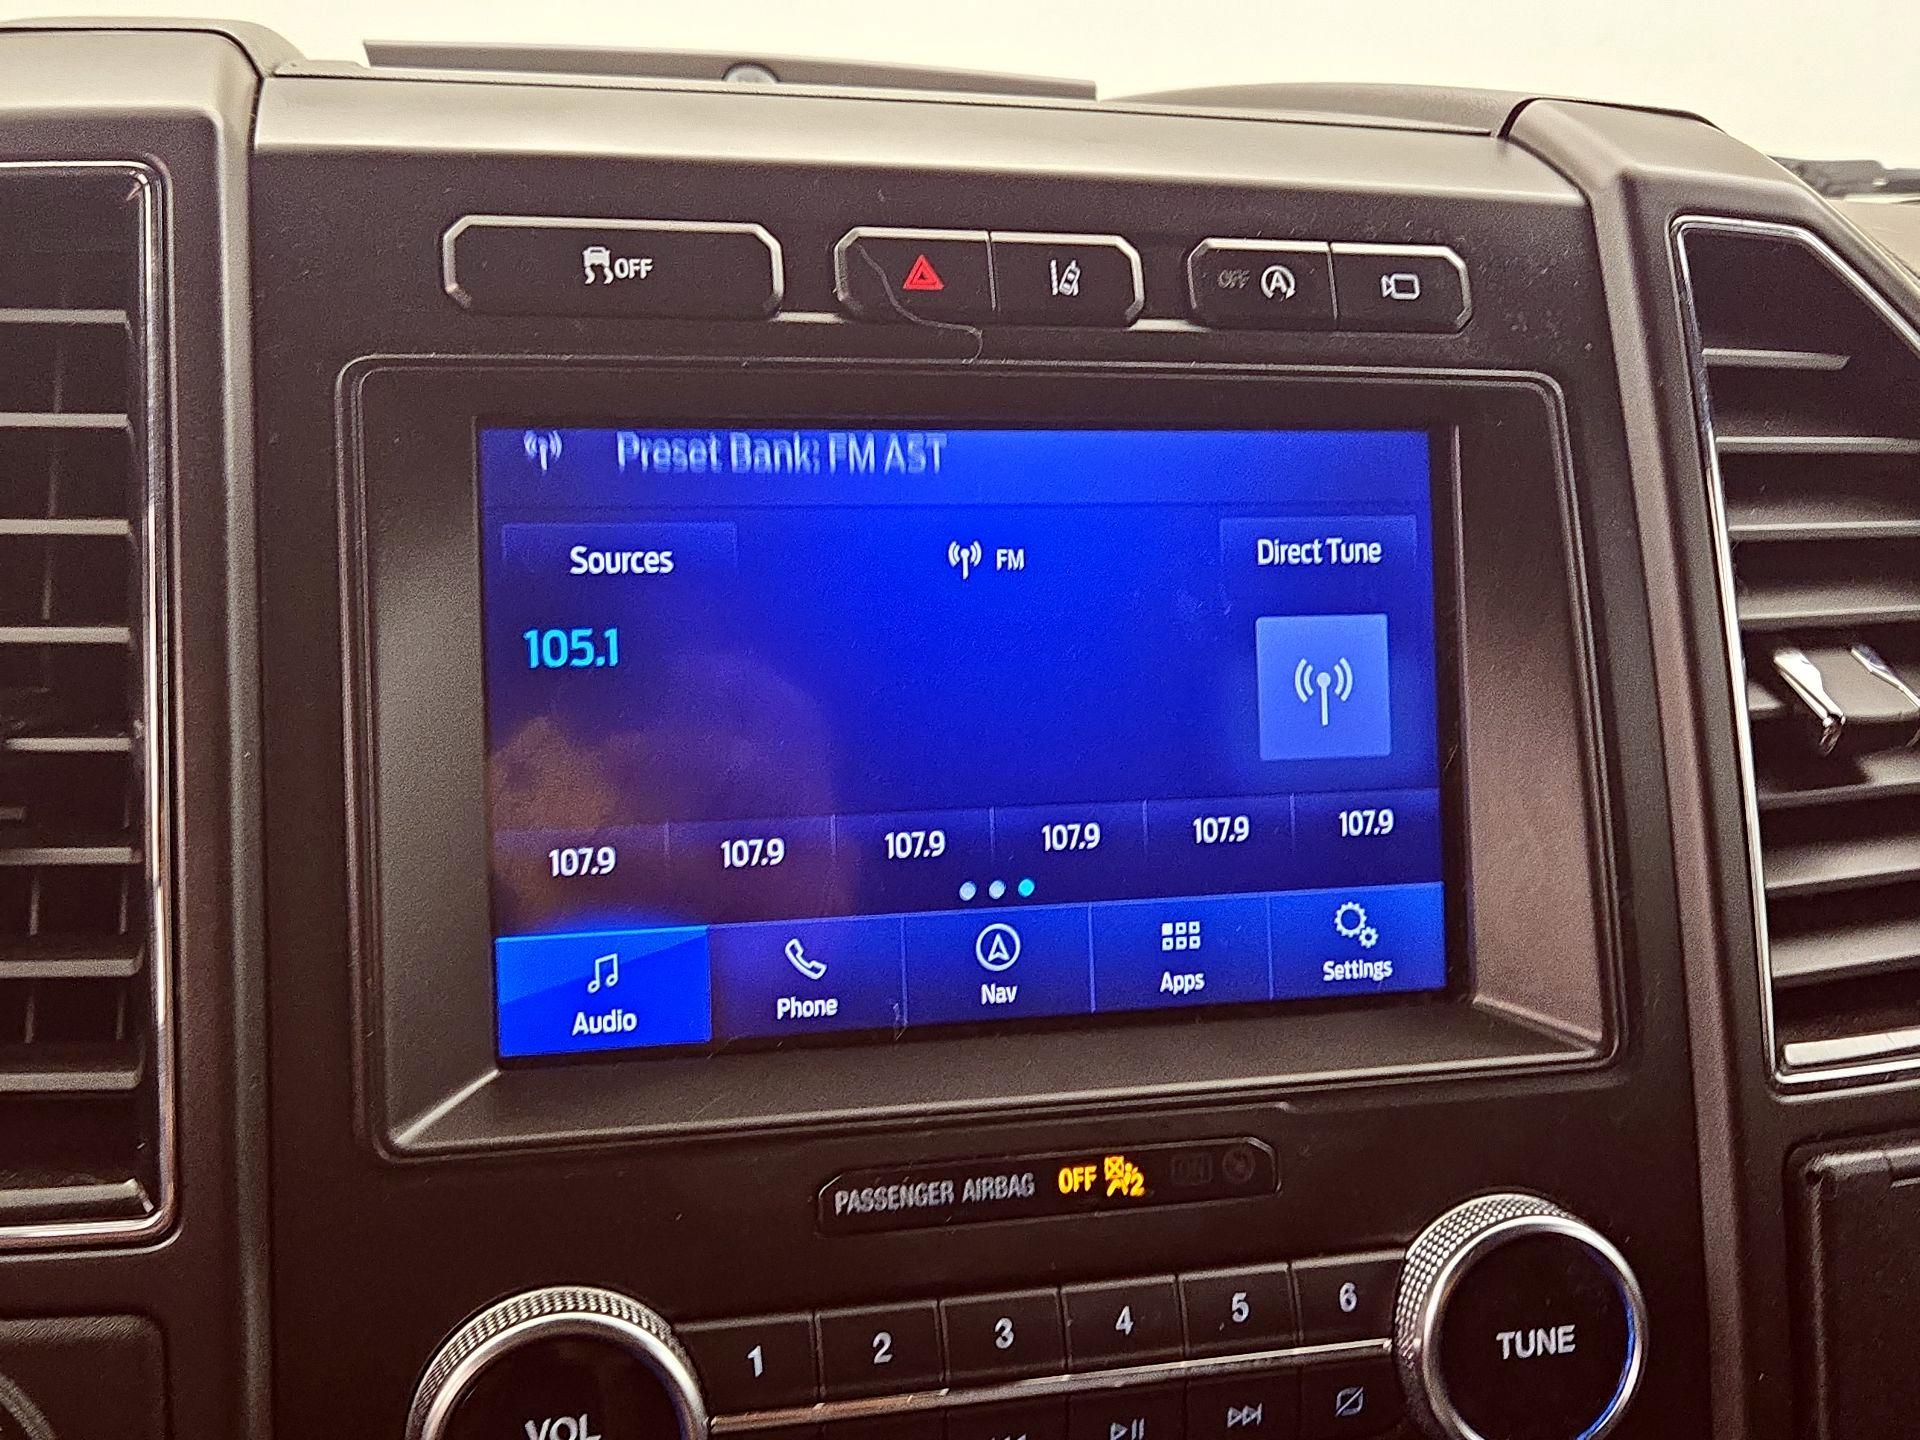 OFF
OFF A
Preset Bank: FM AST
Sources
FM
Direct Tune
105.1
107.9 107.9 107.9 107.9 107.9 107.9
Audio Phone Nav Apps Settings
PASSENGER AIRBAG OFF 2 ON
1 2 3 4 5 6
VOL
TUNE